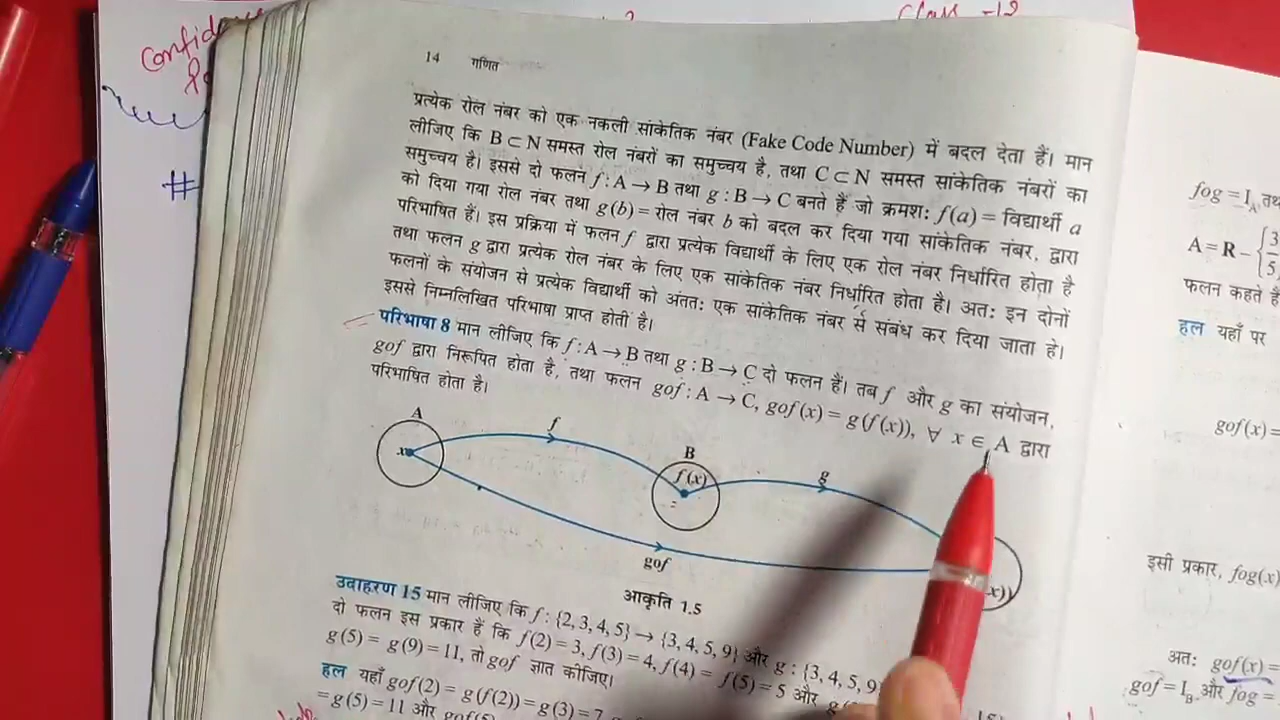 Class -12
14 गणित
प्रत्येक रोल नंबर को एक नकली सांकेतिक नंबर (Fake Code Number) में बदल देता हैं। मान
लीजिए कि B ⊂ N समस्त रोल नंबरों का समुच्चय है, तथा C ⊂ N समस्त सांकेतिक नंबरों का
समुच्चय है। इससे दो फलन f : A → B तथा g : B → C बनते हैं जो क्रमश: f(a) = विद्यार्थी a
को दिया गया रोल नंबर तथा g(b) = रोल नंबर b को बदल कर दिया गया सांकेतिक नंबर, द्वारा
परिभाषित हैं। इस प्रक्रिया में फलन f द्वारा प्रत्येक विद्यार्थी के लिए एक रोल नंबर निर्धारित होता है
तथा फलन g द्वारा प्रत्येक रोल नंबर के लिए एक सांकेतिक नंबर निर्धारित होता है। अत: इन दोनों
फलनों के संयोजन से प्रत्येक विद्यार्थी को अंतत: एक सांकेतिक नंबर से संबंध कर दिया जाता हे।
इससे निम्नलिखित परिभाषा प्राप्त होती है।
परिभाषा 8 मान लीजिए कि f : A → B तथा g : B → C दो फलन हैं। तब f और g का संयोजन,
gof द्वारा निरूपित होता है, तथा फलन gof : A → C, gof(x) = g(f(x)), ∀ x ∈ A द्वारा
परिभाषित होता है।
A
f
B
x
f(x)
g
gof
x))
आकृति 1.5
उदाहरण 15 मान लीजिए कि f : {2, 3, 4, 5} → {3, 4, 5, 9} और g : {3, 4, 5, 9}
दो फलन इस प्रकार हैं कि f(2) = 3, f(3) = 4, f(4) = f(5) = 5 और
g(5) = g(9) = 11, तो gof ज्ञात कीजिए।
हल यहाँ gof(2) = g(f(2)) = g(3) = 7,
= g(5) = 11 और gof(5)
#
fog = I_A तथ
A = R − {3 5
फलन कहते हैं
हल यहाँ पर
gof(x) =
इसी प्रकार, fog(x)
अत: gof(x) =
gof = I_B, और fog =